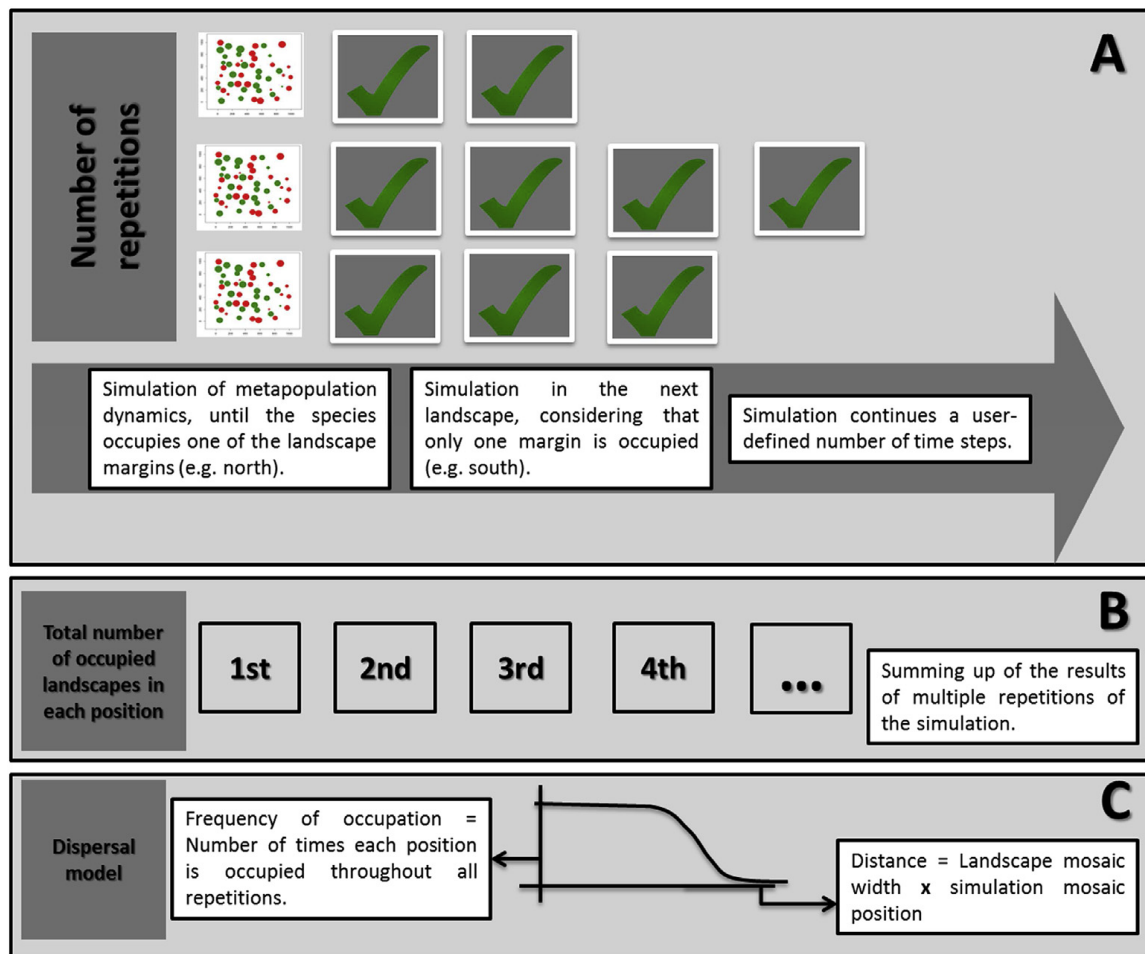 A
Number of
repetitions
Simulation of metapopulation
dynamics, until the species
occupies one of the landscape
margins (e.g. north).
Simulation in the next
landscape, considering that
only one margin is occupied
(e.g. south).
Simulation continues a user-
defined number of time steps.
B
Total number
of occupied
landscapes in
each position
1st
2nd
3rd
4th
...
Summing up of the results
of multiple repetitions of
the simulation.
C
Dispersal
model
Frequency of occupation =
Number of times each position
is occupied throughout all
repetitions.
Distance = Landscape mosaic
width x simulation mosaic
position